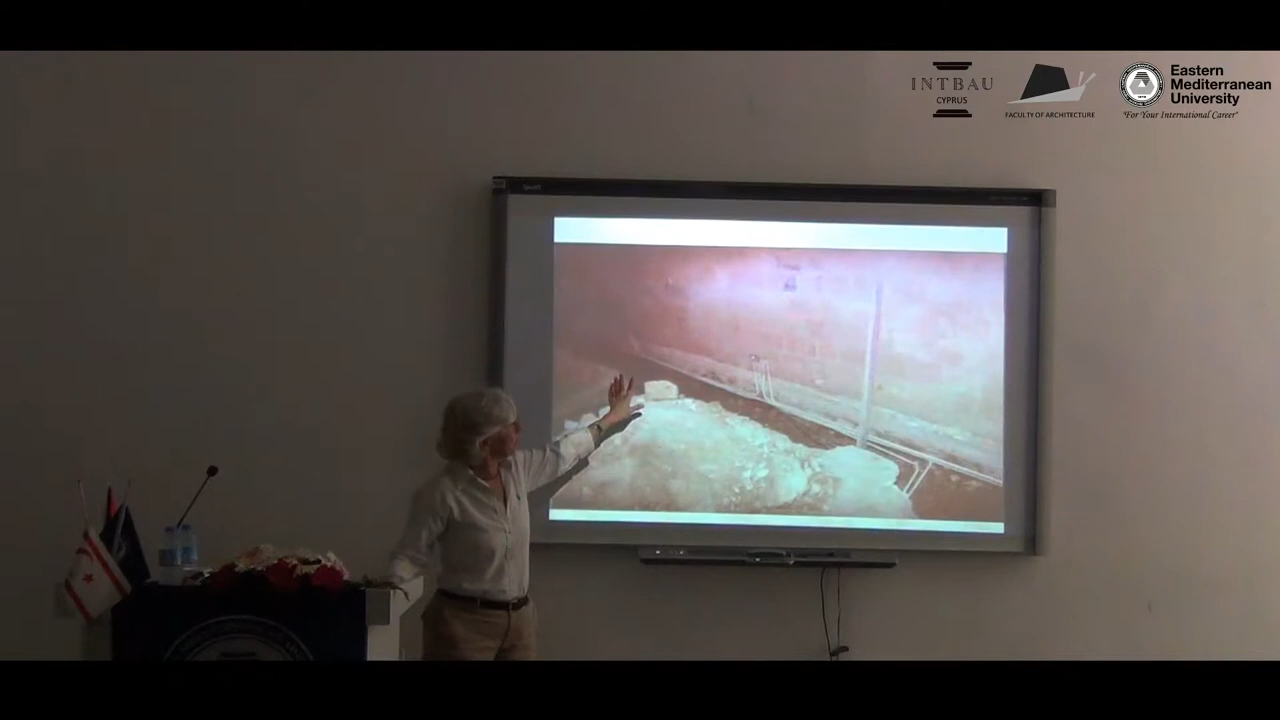 INTBAU
CYPRUS
FACULTY OF ARCHITECTURE
Eastern
Mediterranean
University
"For Your International Career"